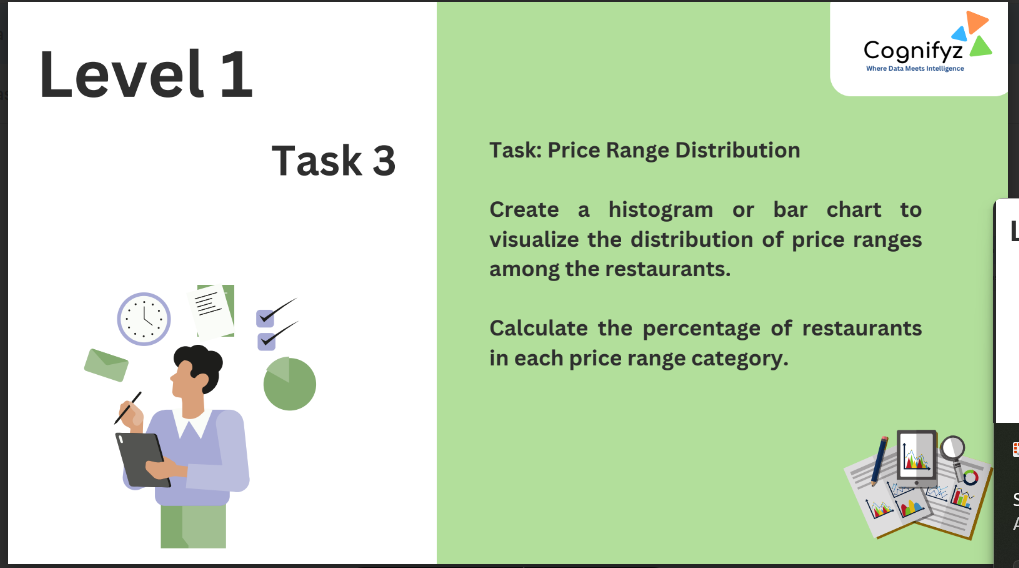 Level 1
Task 3
Cognifyz
Where Data Meets Intelligence
Task: Price Range Distribution
Create a histogram or bar chart to
visualize the distribution of price ranges
among the restaurants.
Calculate the percentage of restaurants
in each price range category.